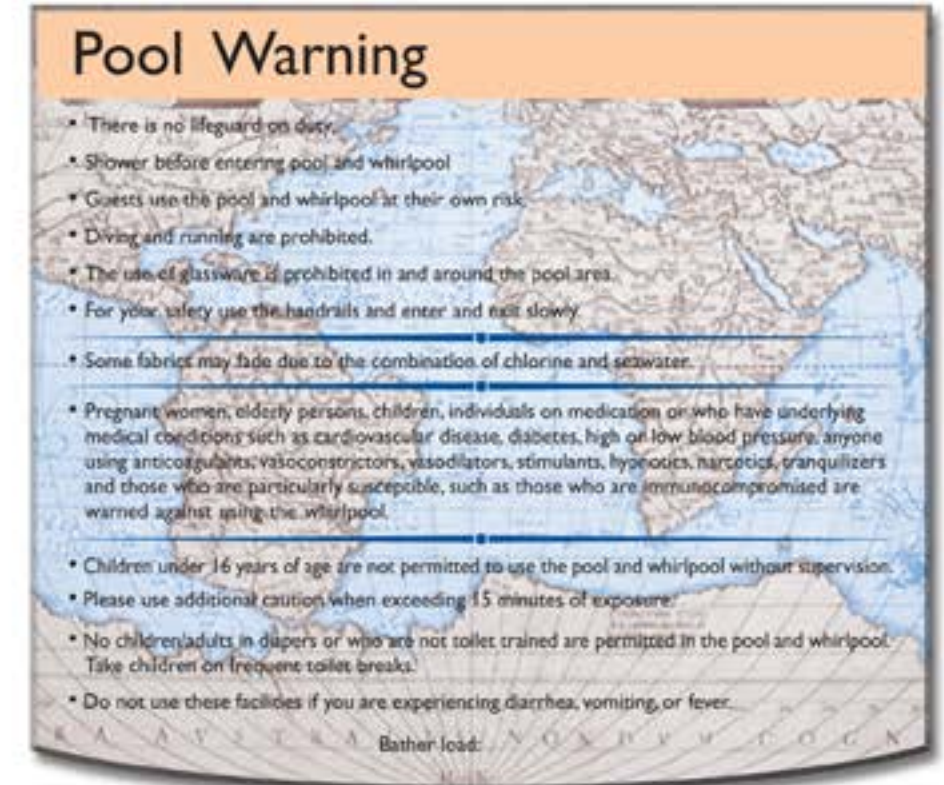 Pool Warning
• There is no lifeguard on duty.
• Shower before entering pool and whirlpool
• Guests use the pool and whirlpool at their own risk.
• Diving and running are prohibited.
• The use of glassware is prohibited in and around the pool area.
• For your safety use the handrails and enter and exit slowly.
• Some fabrics may fade due to the combination of chlorine and seawater.
• Pregnant women, elderly persons, children, individuals on medication or who have underlying
medical conditions such as cardiovascular disease, diabetes, high or low blood pressure, anyone
using anticoagulants, vasoconstrictors, vasodilators, stimulants, hypnotics, narcotics, tranquilizers
and those who are particularly susceptible, such as those who are immunocompromised are
warned against using the whirlpool.
• Children under 16 years of age are not permitted to use the pool and whirlpool without supervision.
• Please use additional caution when exceeding 15 minutes of exposure.
• No children/adults in diapers or who are not toilet trained are permitted in the pool and whirlpool.
Take children on frequent toilet breaks.
• Do not use these facilities if you are experiencing diarrhea, vomiting, or fever.
Bather load: